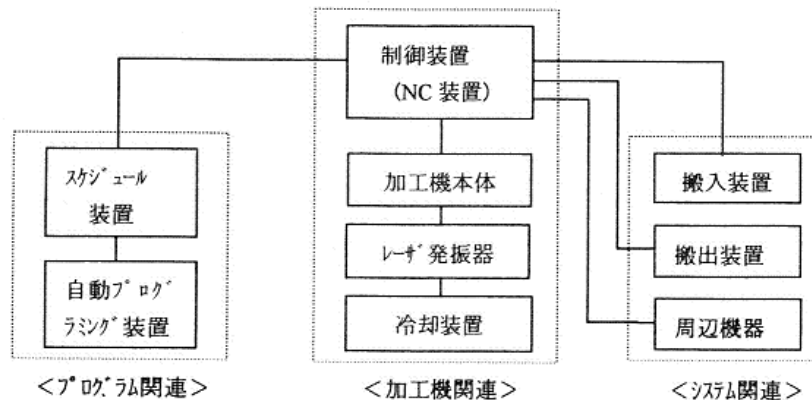 制御装置
(NC 装置)
スケジュール
装置
自動プログ
ラミング装置
加工機本体
レーザ発振器
冷却装置
搬入装置
搬出装置
周辺機器
＜プログラム関連＞
＜加工機関連＞
＜システム関連＞